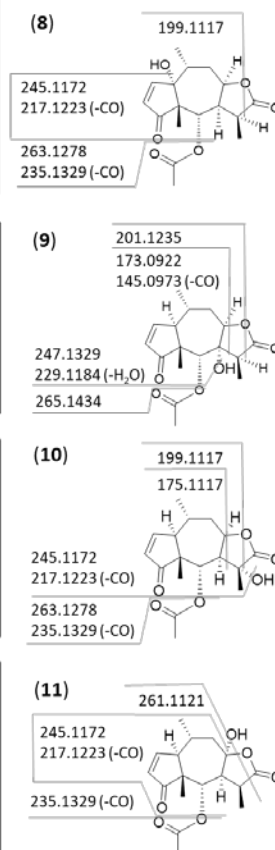 (8)
199.1117
HO
H
O
O
245.1172
217.1223 (-CO)
O
H
H
263.1278
235.1329 (-CO)
O
O
(9)
201.1235
173.0922
145.0973 (-CO)
H
H
O
O
247.1329
229.1184 (-H₂O)
O
OH
H
265.1434
O
O
(10)
199.1117
175.1117
H
H
O
O
245.1172
217.1223 (-CO)
O
H
OH
263.1278
235.1329 (-CO)
O
O
(11)
261.1121
245.1172
217.1223 (-CO)
H
OH
O
O
O
H
235.1329 (-CO)
O
O